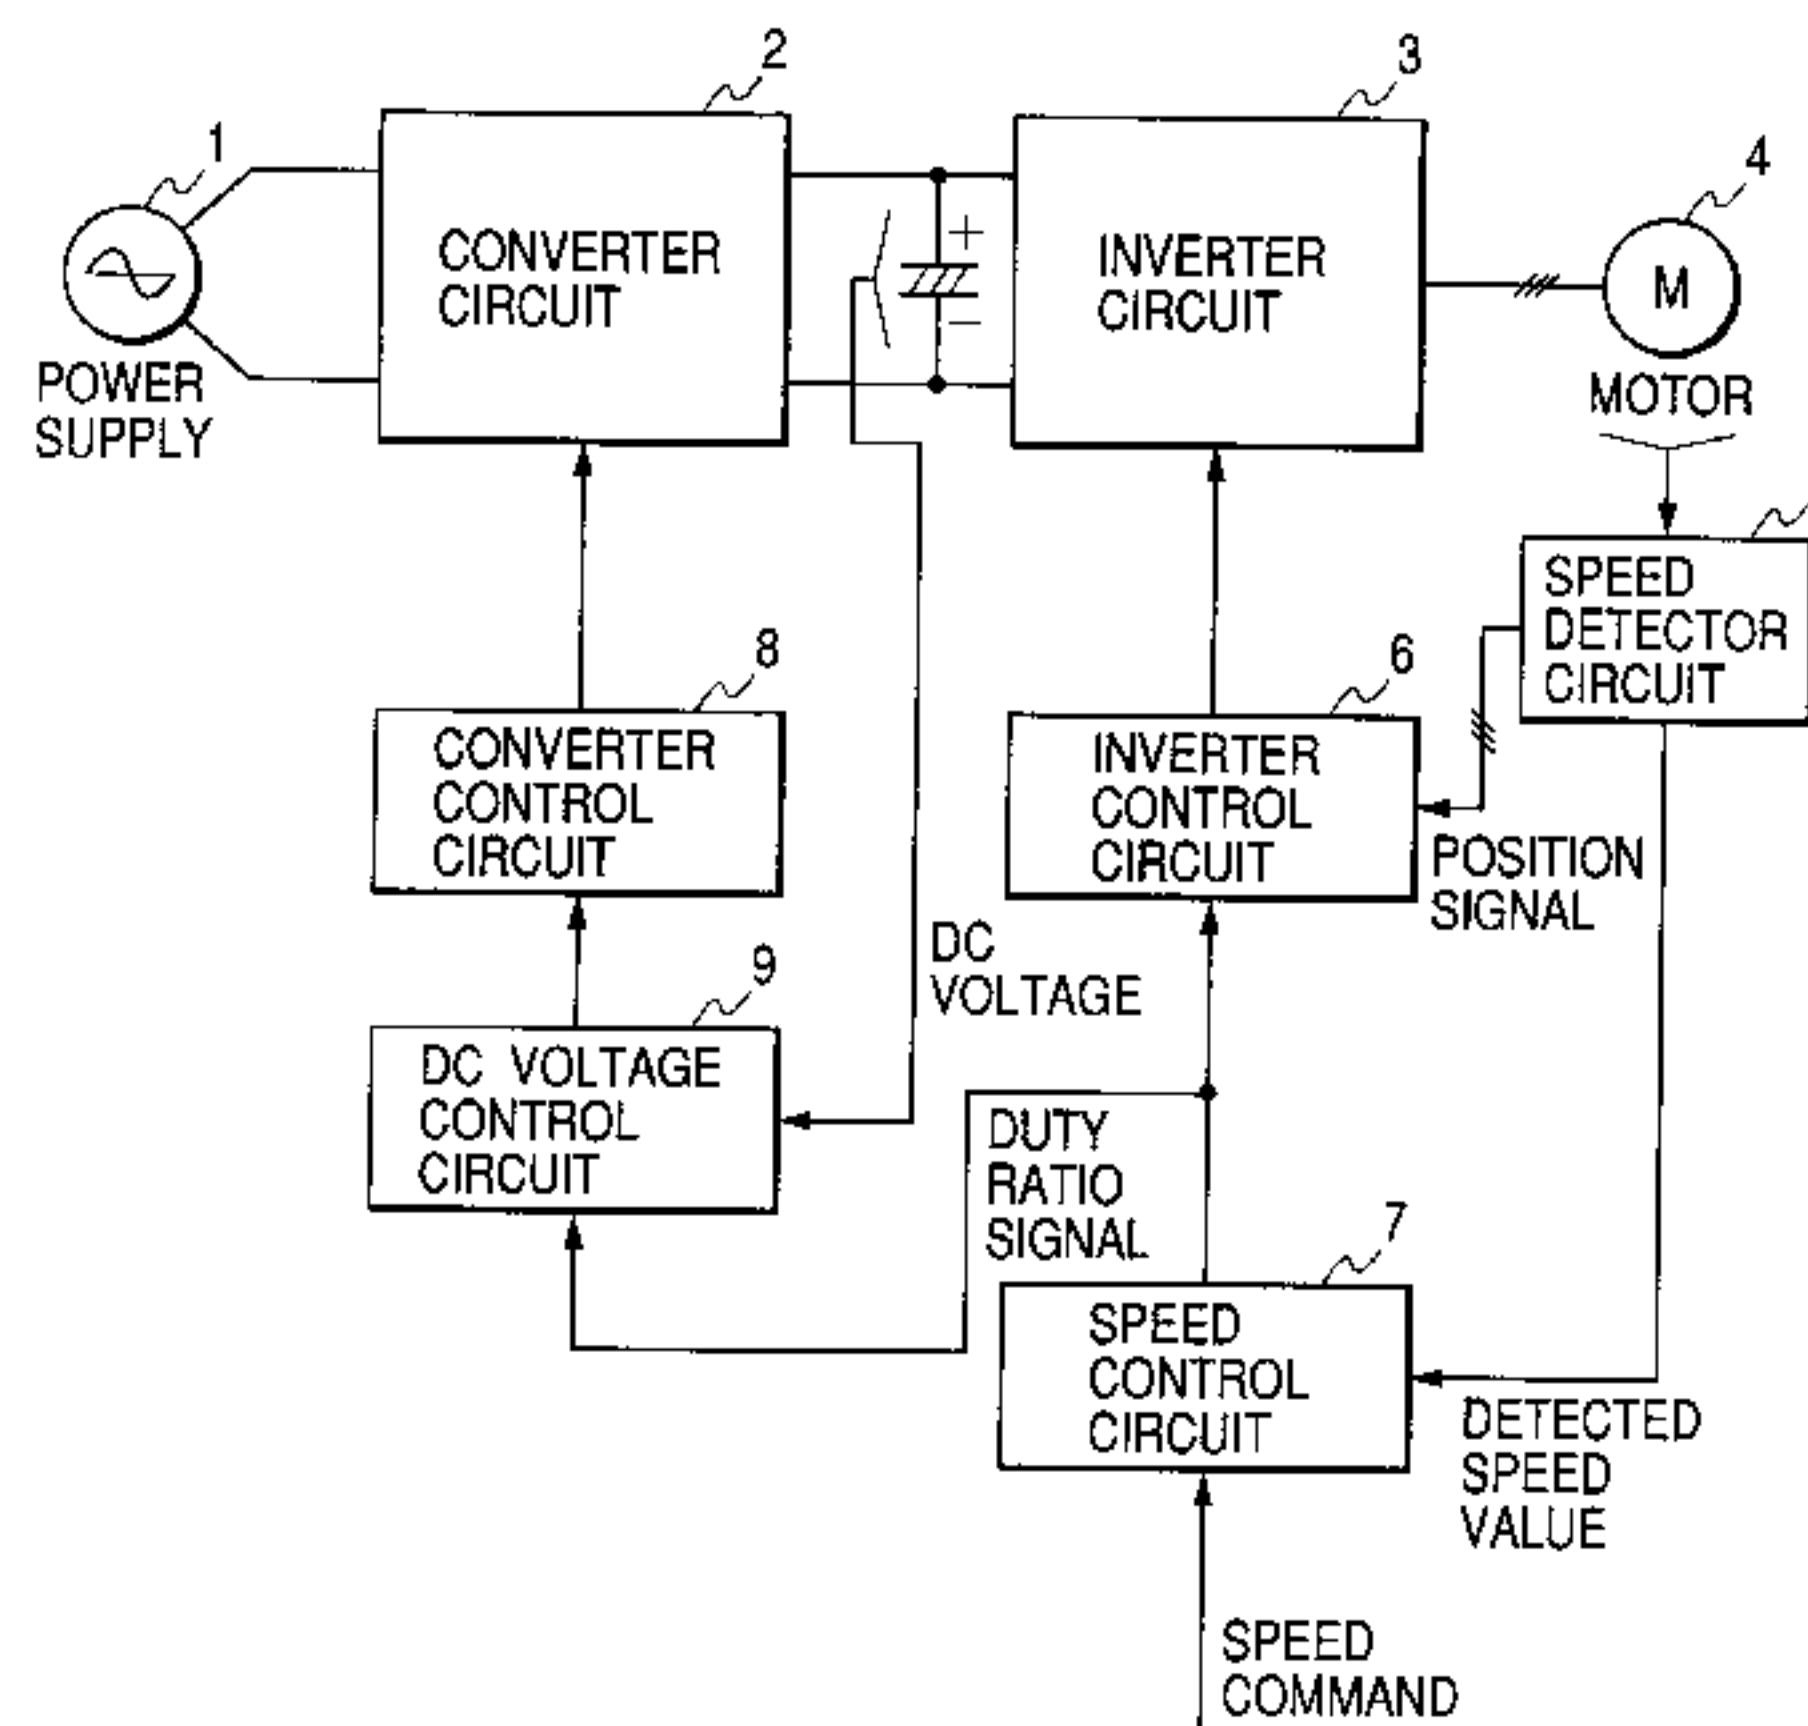 2
3
1
4
CONVERTER
CIRCUIT
+
−
INVERTER
CIRCUIT
M
POWER
SUPPLY
MOTOR
SPEED
DETECTOR
CIRCUIT
8
6
CONVERTER
CONTROL
CIRCUIT
INVERTER
CONTROL
CIRCUIT
POSITION
SIGNAL
DC
VOLTAGE
9
DC VOLTAGE
CONTROL
CIRCUIT
DUTY
RATIO
SIGNAL
7
SPEED
CONTROL
CIRCUIT
DETECTED
SPEED
VALUE
SPEED
COMMAND